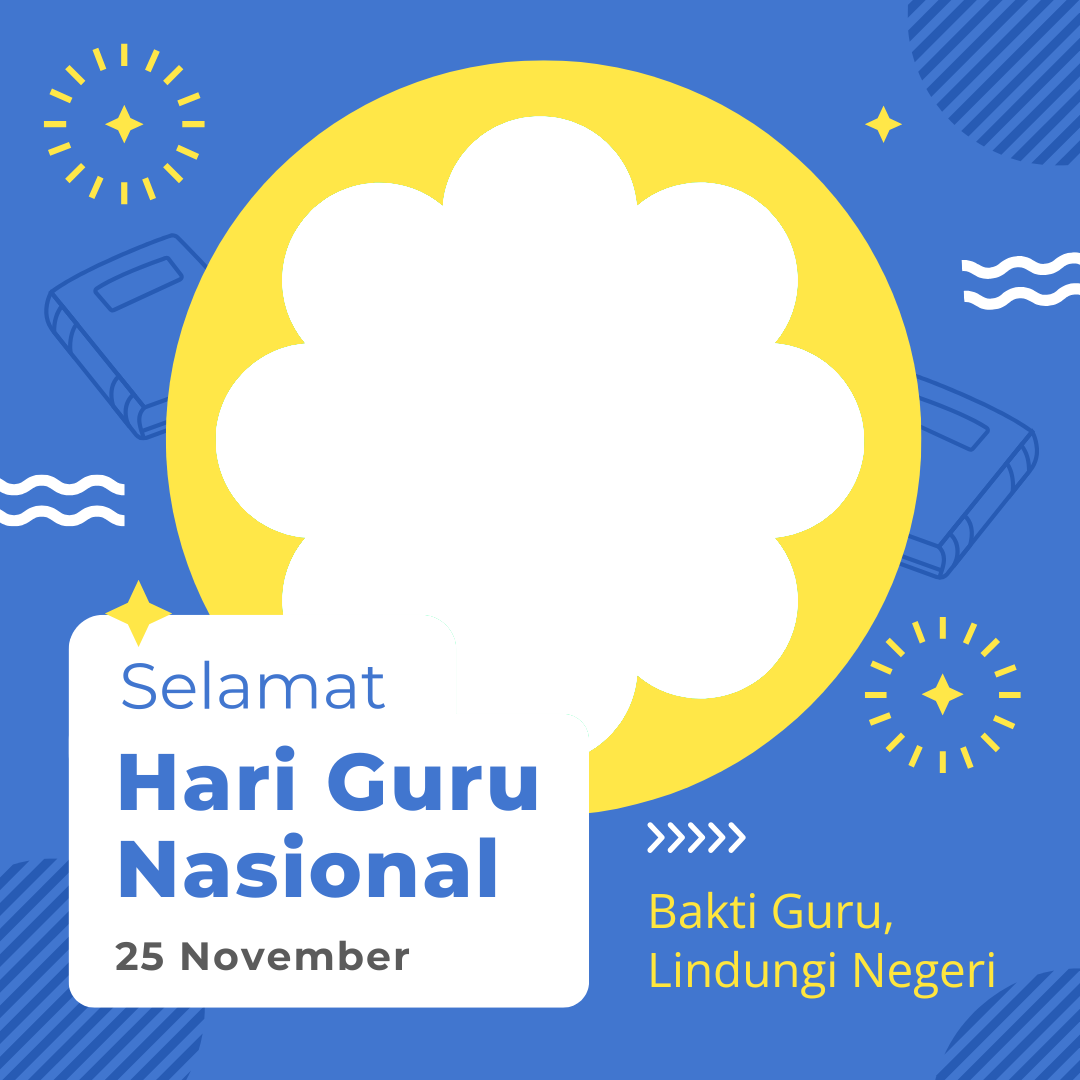 Selamat
Hari Guru
Nasional
25 November
Bakti Guru,
Lindungi Negeri